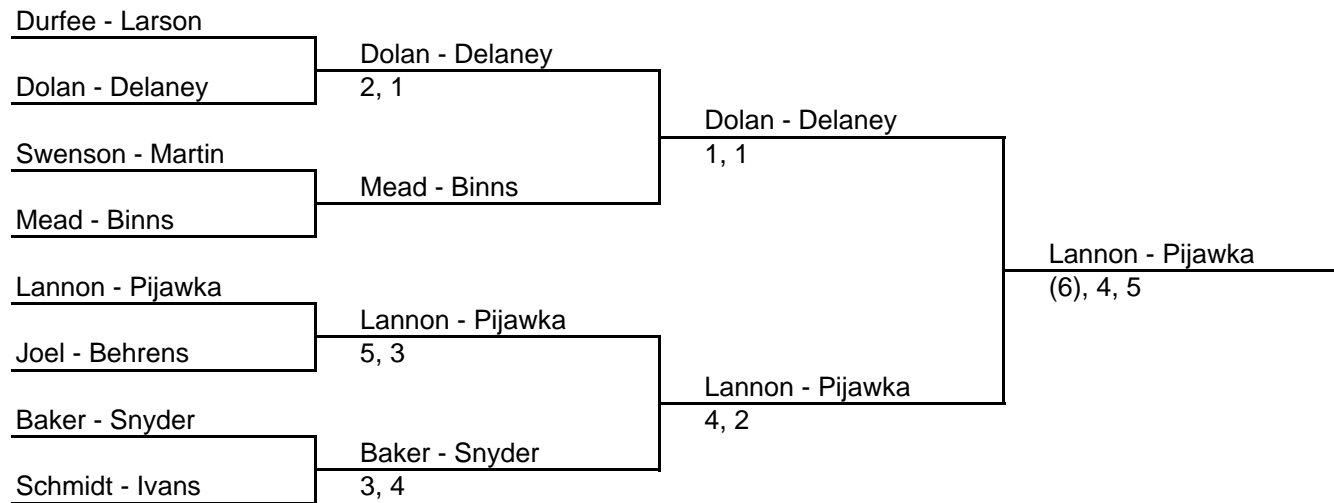 Durfee - Larson
Dolan - Delaney
Dolan - Delaney
2, 1
Swenson - Martin
Mead - Binns
Mead - Binns
Dolan - Delaney
1, 1
Lannon - Pijawka
Joel - Behrens
Lannon - Pijawka
5, 3
Baker - Snyder
Schmidt - Ivans
Baker - Snyder
3, 4
Lannon - Pijawka
4, 2
Lannon - Pijawka
(6), 4, 5